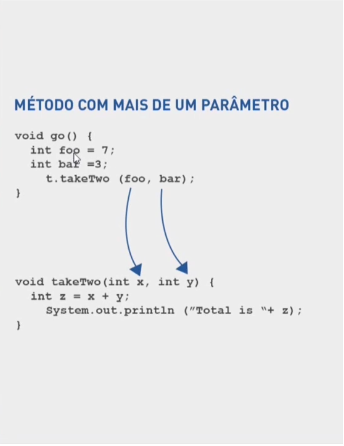 MÉTODO COM MAIS DE UM PARÂMETRO
void go() {
int foo = 7;
int bar =3;
t.takeTwo (foo, bar);
}
void takeTwo(int x, int y) {
int z = x + y;
System.out.println ("Total is "+ z);
}